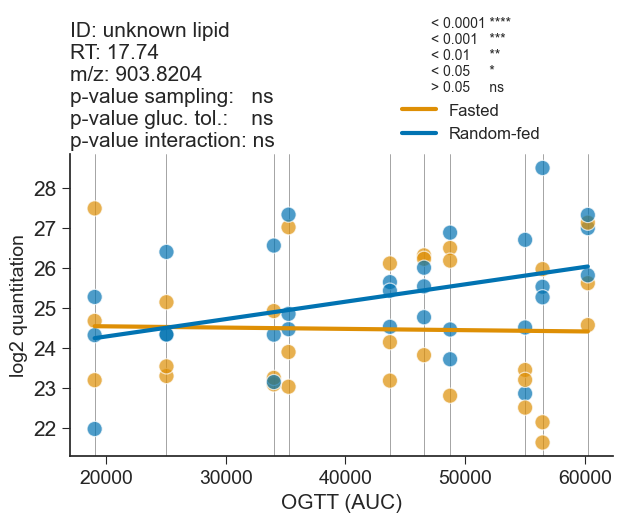 ID: unknown lipid
RT: 17.74
m/z: 903.8204
p-value sampling: ns
p-value gluc. tol.: ns
p-value interaction: ns
< 0.0001 ****
< 0.001 ***
< 0.01 **
< 0.05 *
> 0.05 ns
Fasted
Random-fed
log2 quantitation
28
27
26
25
24
23
22
20000 30000 40000 50000 60000
OGTT (AUC)